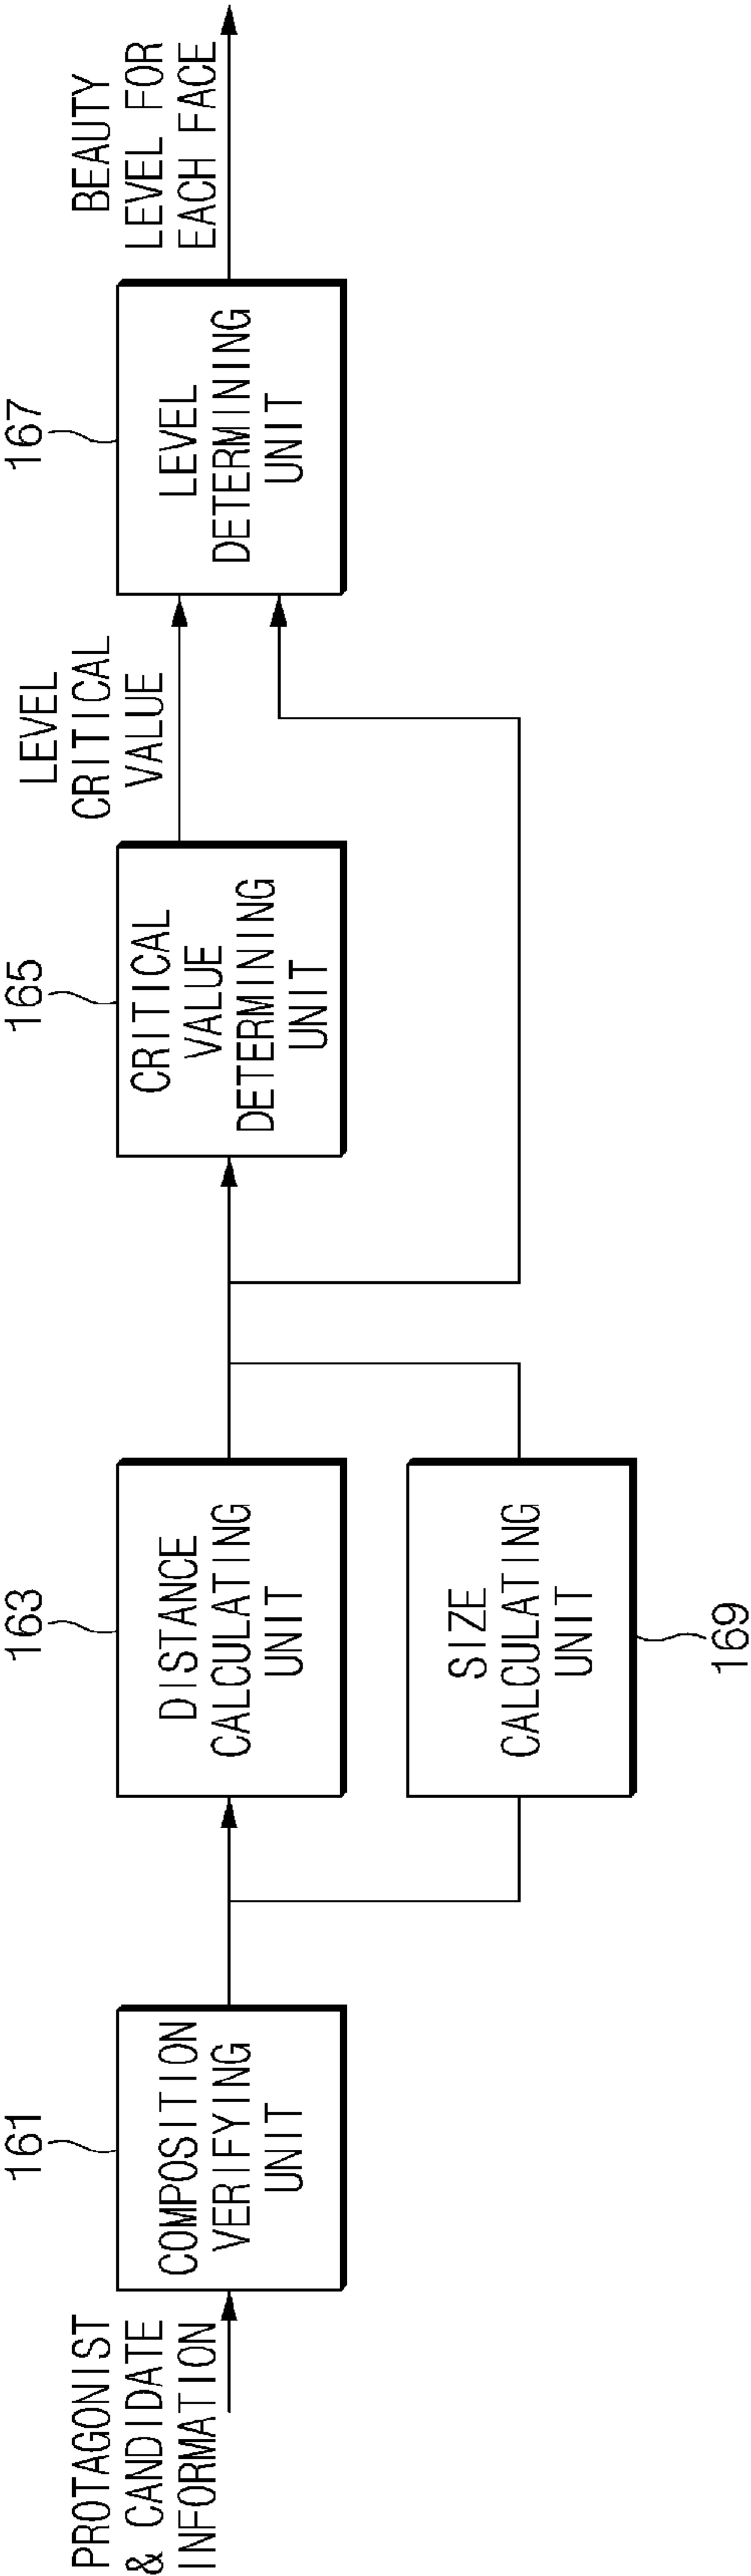 PROTAGONIST
& CANDIDATE
INFORMATION
161
COMPOSITION
VERIFYING
UNIT
163
DISTANCE
CALCULATING
UNIT
SIZE
CALCULATING
UNIT
169
165
CRITICAL
VALUE
DETERMINING
UNIT
LEVEL
CRITICAL
VALUE
167
LEVEL
DETERMINING
UNIT
BEAUTY
LEVEL FOR
EACH FACE